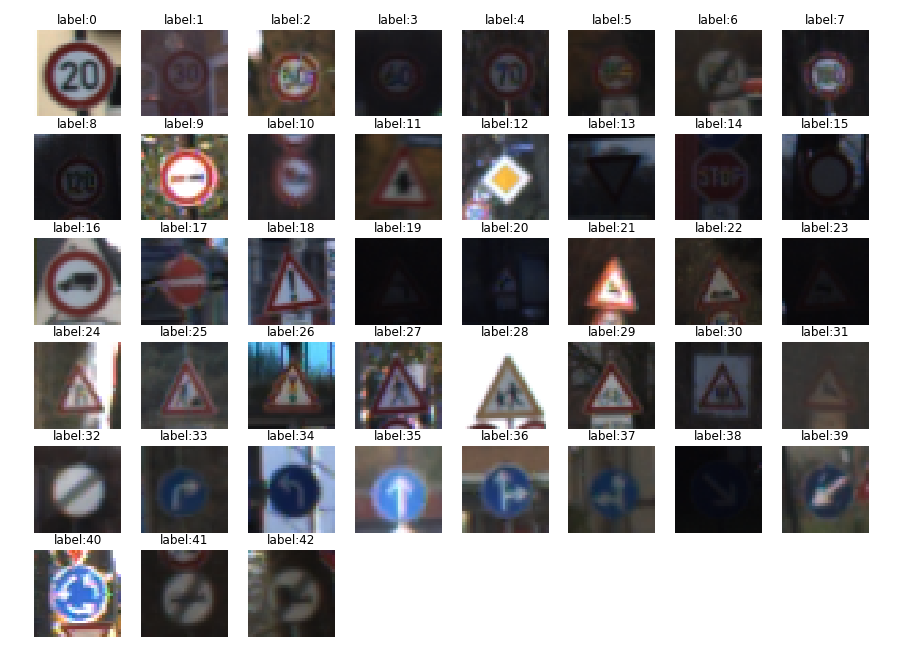 label:0 label:1 label:2 label:3 label:4 label:5 label:6 label:7
20 30 70
label:8 label:9 label:10 label:11 label:12 label:13 label:14 label:15
120 STOP
label:16 label:17 label:18 label:19 label:20 label:21 label:22 label:23
label:24 label:25 label:26 label:27 label:28 label:29 label:30 label:31
label:32 label:33 label:34 label:35 label:36 label:37 label:38 label:39
label:40 label:41 label:42